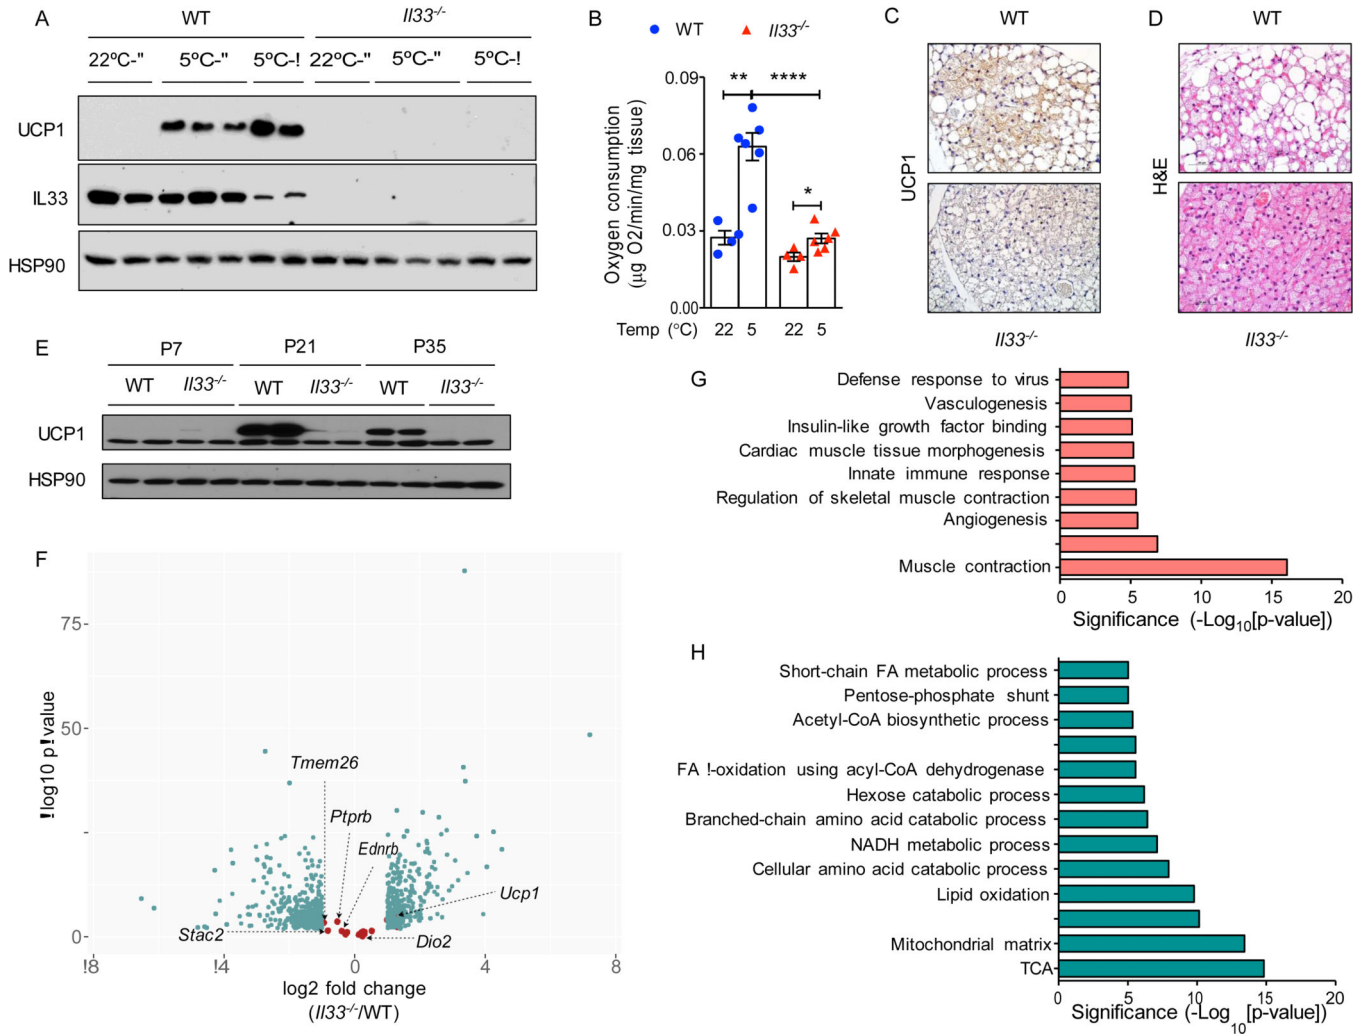 A
WT
Il33-/-
22ºC-" 5ºC-" 5ºC-! 22ºC-" 5ºC-" 5ºC-!
UCP1
IL33
HSP90
B
WT Il33-/-
Oxygen consumption
(µg O2/min/mg tissue)
0.09
0.06
0.03
0.00
** ****
*
Temp (°C) 22 5 22 5
C
WT
UCP1
Il33-/-
D
WT
H&E
Il33-/-
E
P7 P21 P35
WT Il33-/- WT Il33-/- WT Il33-/-
UCP1
HSP90
F
!log10 p!value
75
50
25
0
Tmem26
Ptprb
Ednrb
Ucp1
Stac2
Dio2
!8 !4 0 4 8
log2 fold change
(Il33-/-/WT)
G
Defense response to virus
Vasculogenesis
Insulin-like growth factor binding
Cardiac muscle tissue morphogenesis
Innate immune response
Regulation of skeletal muscle contraction
Angiogenesis
Muscle contraction
0 5 10 15 20
Significance (-Log10[p-value])
H
Short-chain FA metabolic process
Pentose-phosphate shunt
Acetyl-CoA biosynthetic process
FA !-oxidation using acyl-CoA dehydrogenase
Hexose catabolic process
Branched-chain amino acid catabolic process
NADH metabolic process
Cellular amino acid catabolic process
Lipid oxidation
Mitochondrial matrix
TCA
0 5 10 15 20
Significance (-Log10[p-value])